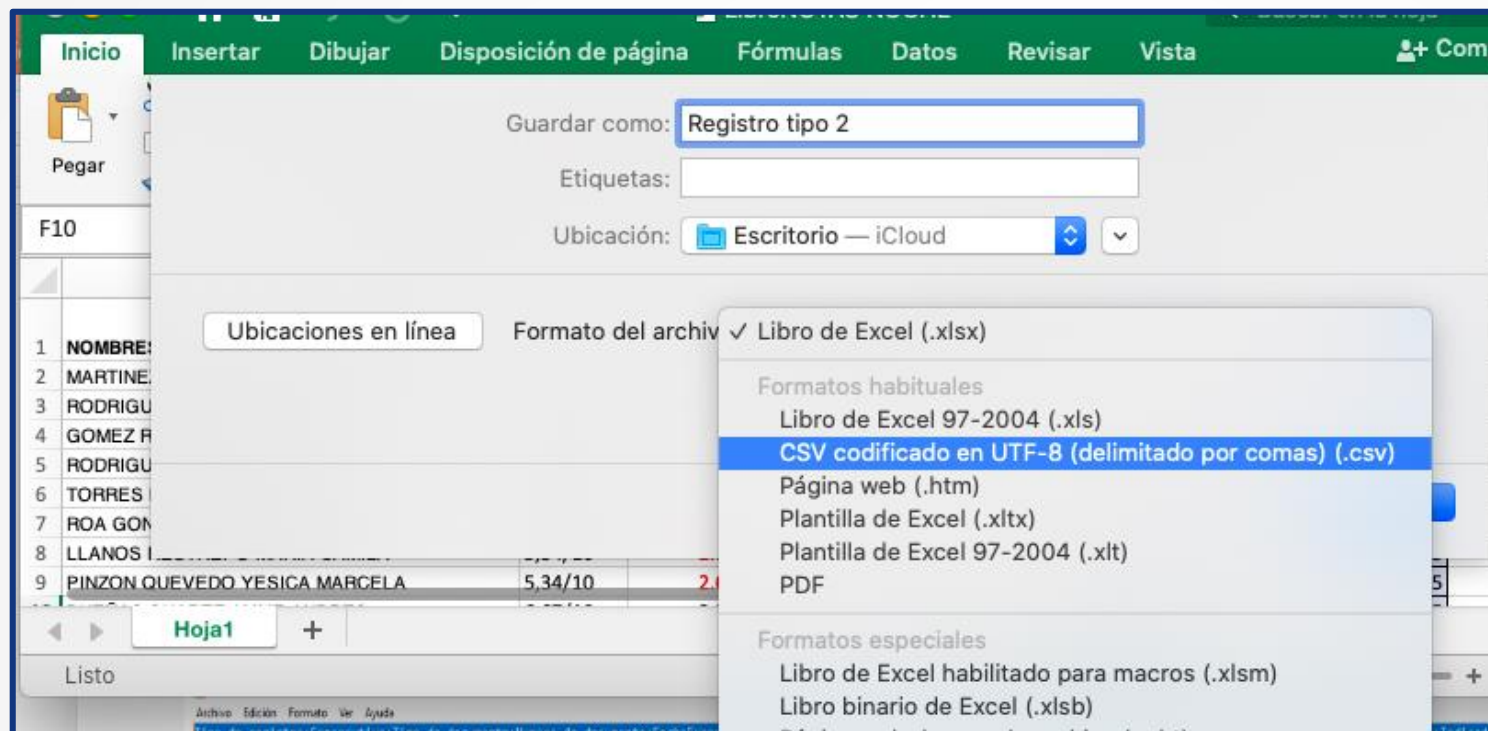 Inicio Insertar Dibujar Disposición de página Fórmulas Datos Revisar Vista Com
Pegar
Guardar como: Registro tipo 2
Etiquetas:
F10
Ubicación: Escritorio — iCloud
Ubicaciones en línea Formato del archiv ✓ Libro de Excel (.xlsx)
Formatos habituales
Libro de Excel 97-2004 (.xls)
CSV codificado en UTF-8 (delimitado por comas) (.csv)
Página web (.htm)
Plantilla de Excel (.xltx)
Plantilla de Excel 97-2004 (.xlt)
PDF
Formatos especiales
Libro de Excel habilitado para macros (.xlsm)
Libro binario de Excel (.xlsb)
1 NOMBRES
2 MARTINE
3 RODRIGU
4 GOMEZ R
5 RODRIGU
6 TORRES
7 ROA GON
8 LLANOS
9 PINZON QUEVEDO YESICA MARCELA 5,34/10 5
Hoja1 +
Listo
Archivo Edición Formato Ver Ayuda